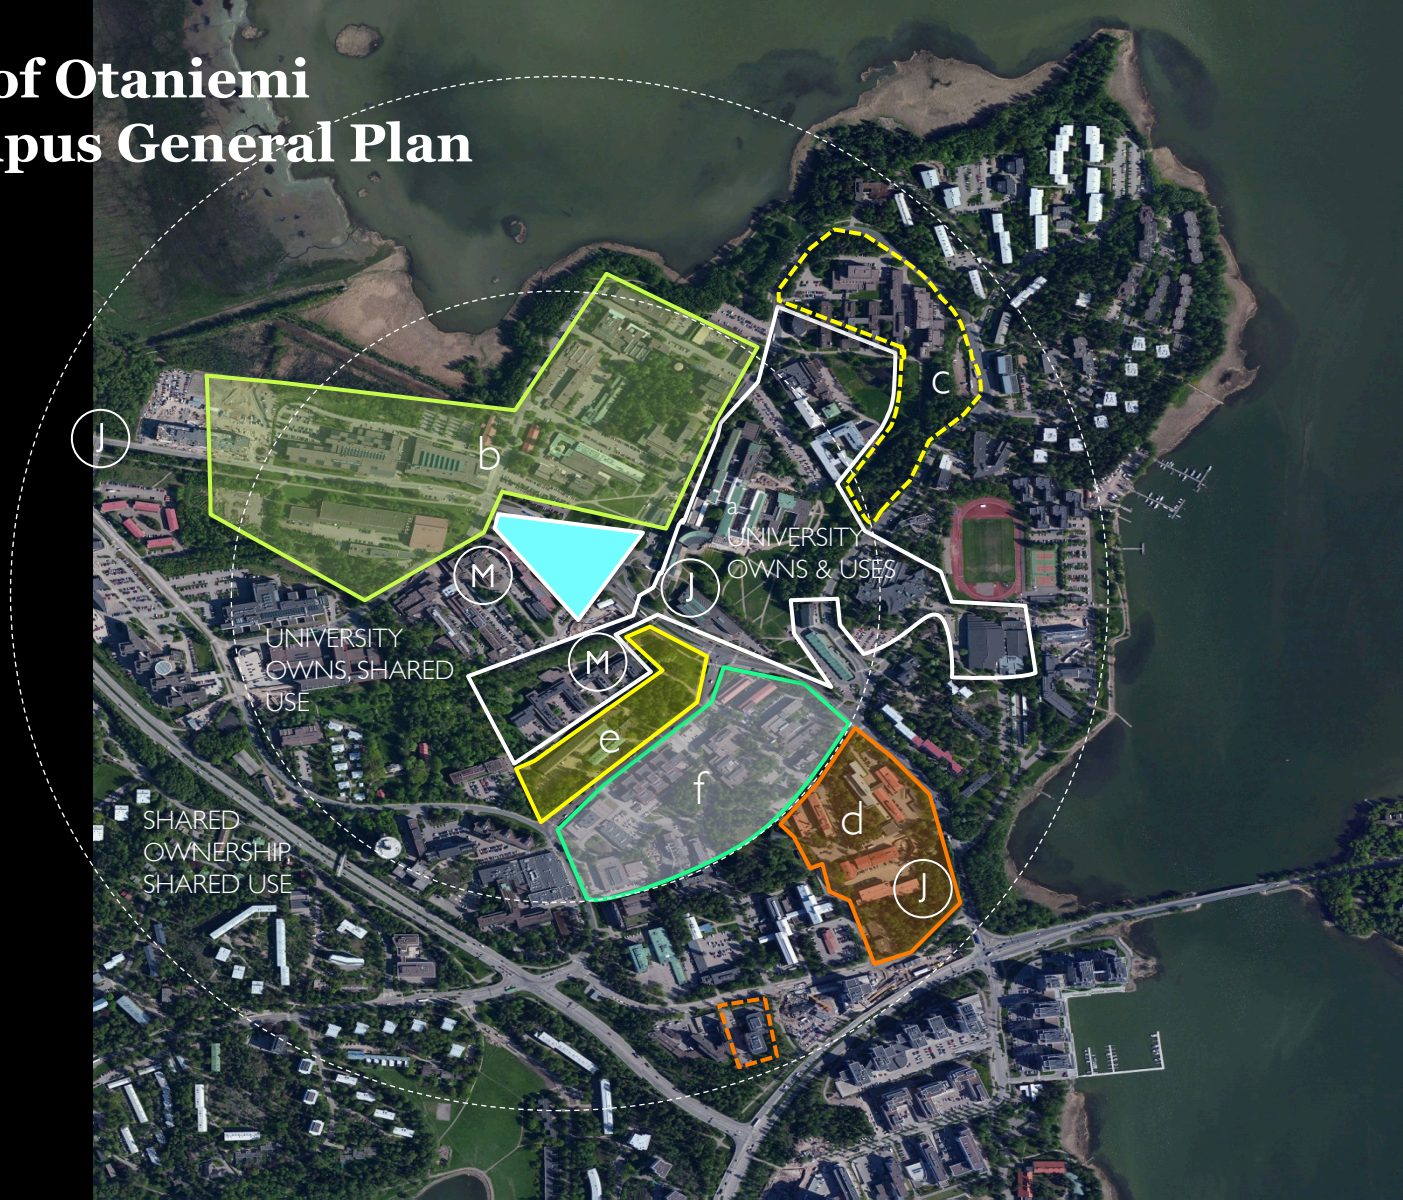 of Otaniemi
pus General Plan
c
J
b
a
UNIVERSITY
OWNS & USES
M
J
UNIVERSITY
OWNS, SHARED
USE
M
e
f
d
SHARED
OWNERSHIP,
SHARED USE
J